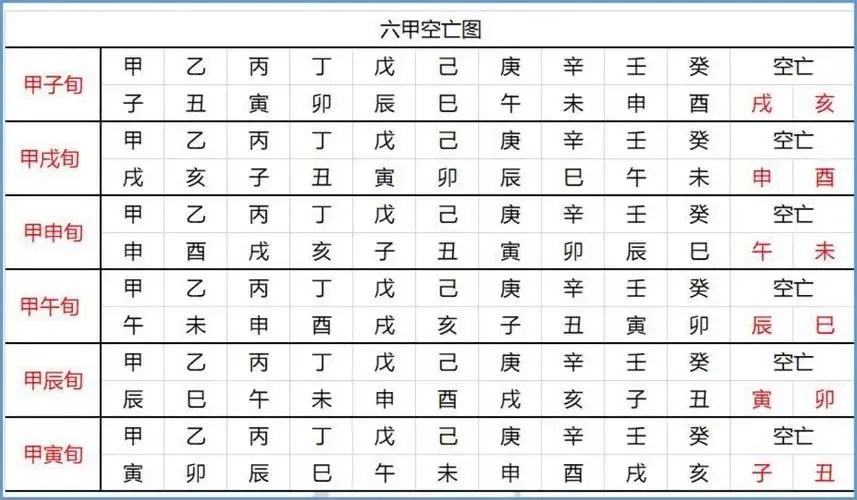 六甲空亡图
甲子旬
甲 乙 丙 丁 戊 己 庚 辛 壬 癸 空亡
子 丑 寅 卯 辰 巳 午 未 申 酉 戌 亥
甲戌旬
甲 乙 丙 丁 戊 己 庚 辛 壬 癸 空亡
戌 亥 子 丑 寅 卯 辰 巳 午 未 申 酉
甲申旬
甲 乙 丙 丁 戊 己 庚 辛 壬 癸 空亡
申 酉 戌 亥 子 丑 寅 卯 辰 巳 午 未
甲午旬
甲 乙 丙 丁 戊 己 庚 辛 壬 癸 空亡
午 未 申 酉 戌 亥 子 丑 寅 卯 辰 巳
甲辰旬
甲 乙 丙 丁 戊 己 庚 辛 壬 癸 空亡
辰 巳 午 未 申 酉 戌 亥 子 丑 寅 卯
甲寅旬
甲 乙 丙 丁 戊 己 庚 辛 壬 癸 空亡
寅 卯 辰 巳 午 未 申 酉 戌 亥 子 丑